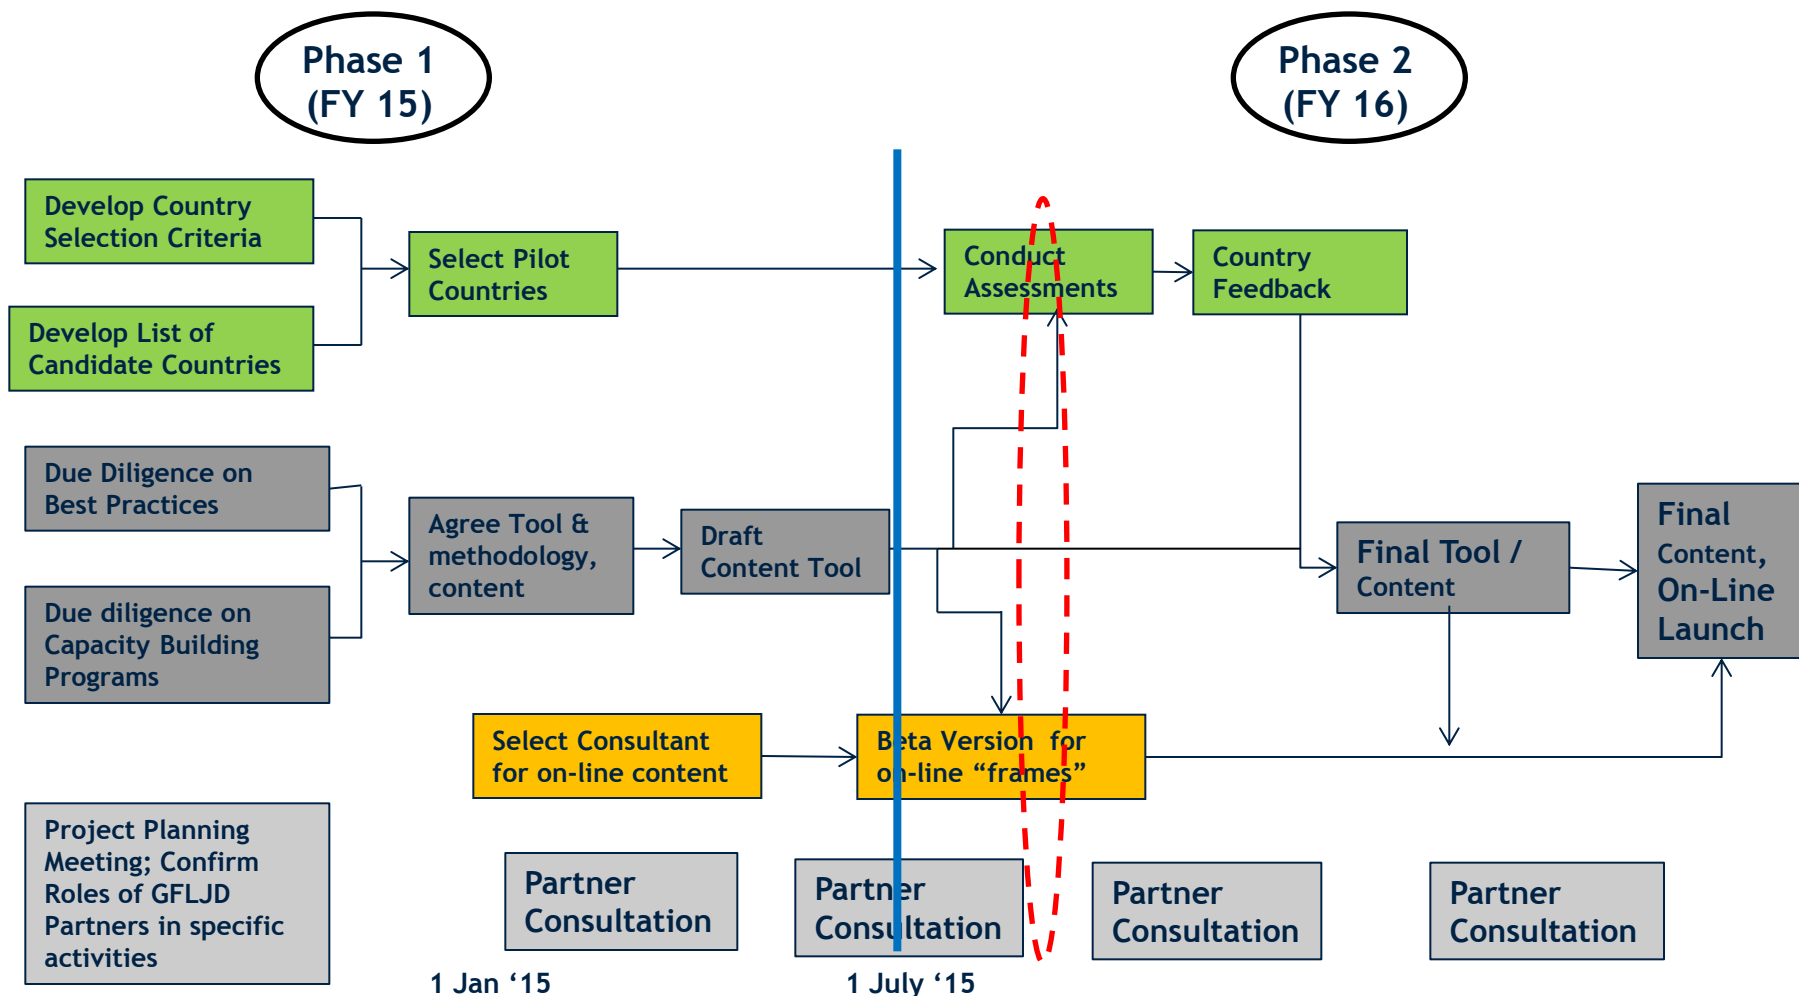 Phase 1
(FY 15)
Phase 2
(FY 16)
Develop Country
Selection Criteria
Develop List of
Candidate Countries
Select Pilot
Countries
Conduct
Assessments
Country
Feedback
Due Diligence on
Best Practices
Due diligence on
Capacity Building
Programs
Agree Tool &
methodology,
content
Draft
Content Tool
Final Tool /
Content
Final
Content,
On-Line
Launch
Select Consultant
for on-line content
Beta Version for
on-line “frames”
Project Planning
Meeting; Confirm
Roles of GFLJD
Partners in specific
activities
Partner
Consultation
Partner
Consultation
Partner
Consultation
Partner
Consultation
1 Jan ‘15
1 July ‘15